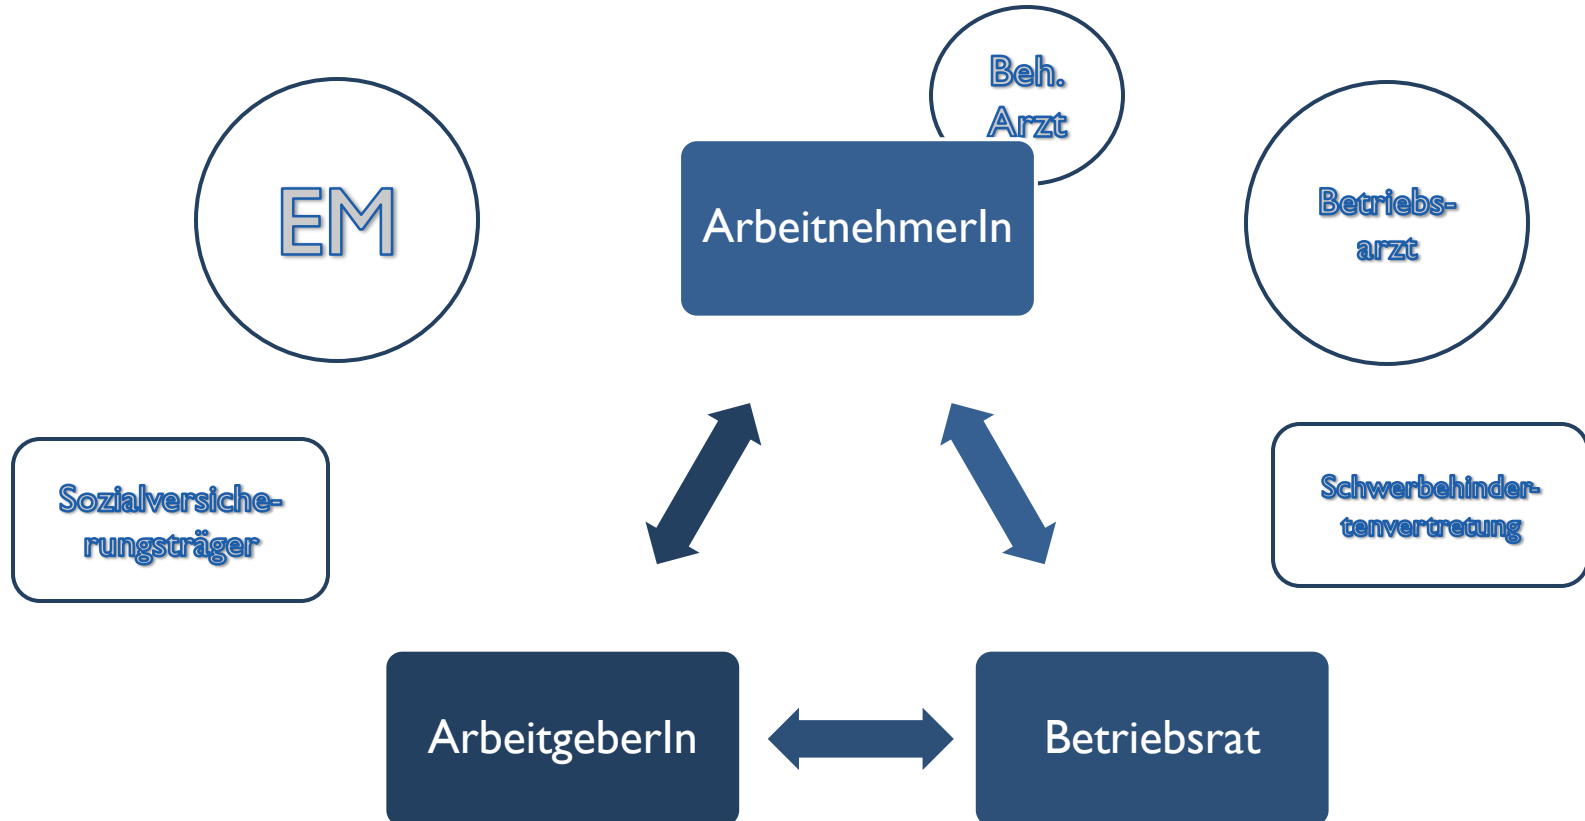 Beh.
Arzt
EM
ArbeitnehmerIn
Betriebs-
arzt
Sozialversiche-
rungsträger
Schwerbehinder-
tenvertretung
ArbeitgeberIn
Betriebsrat